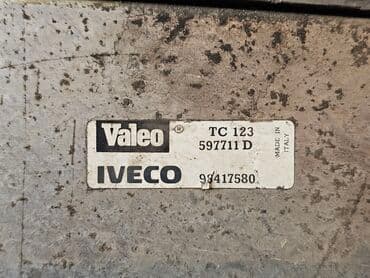 Valeo ® TC 123
597711 D
IVECO 93417580
MADE IN
ITALY